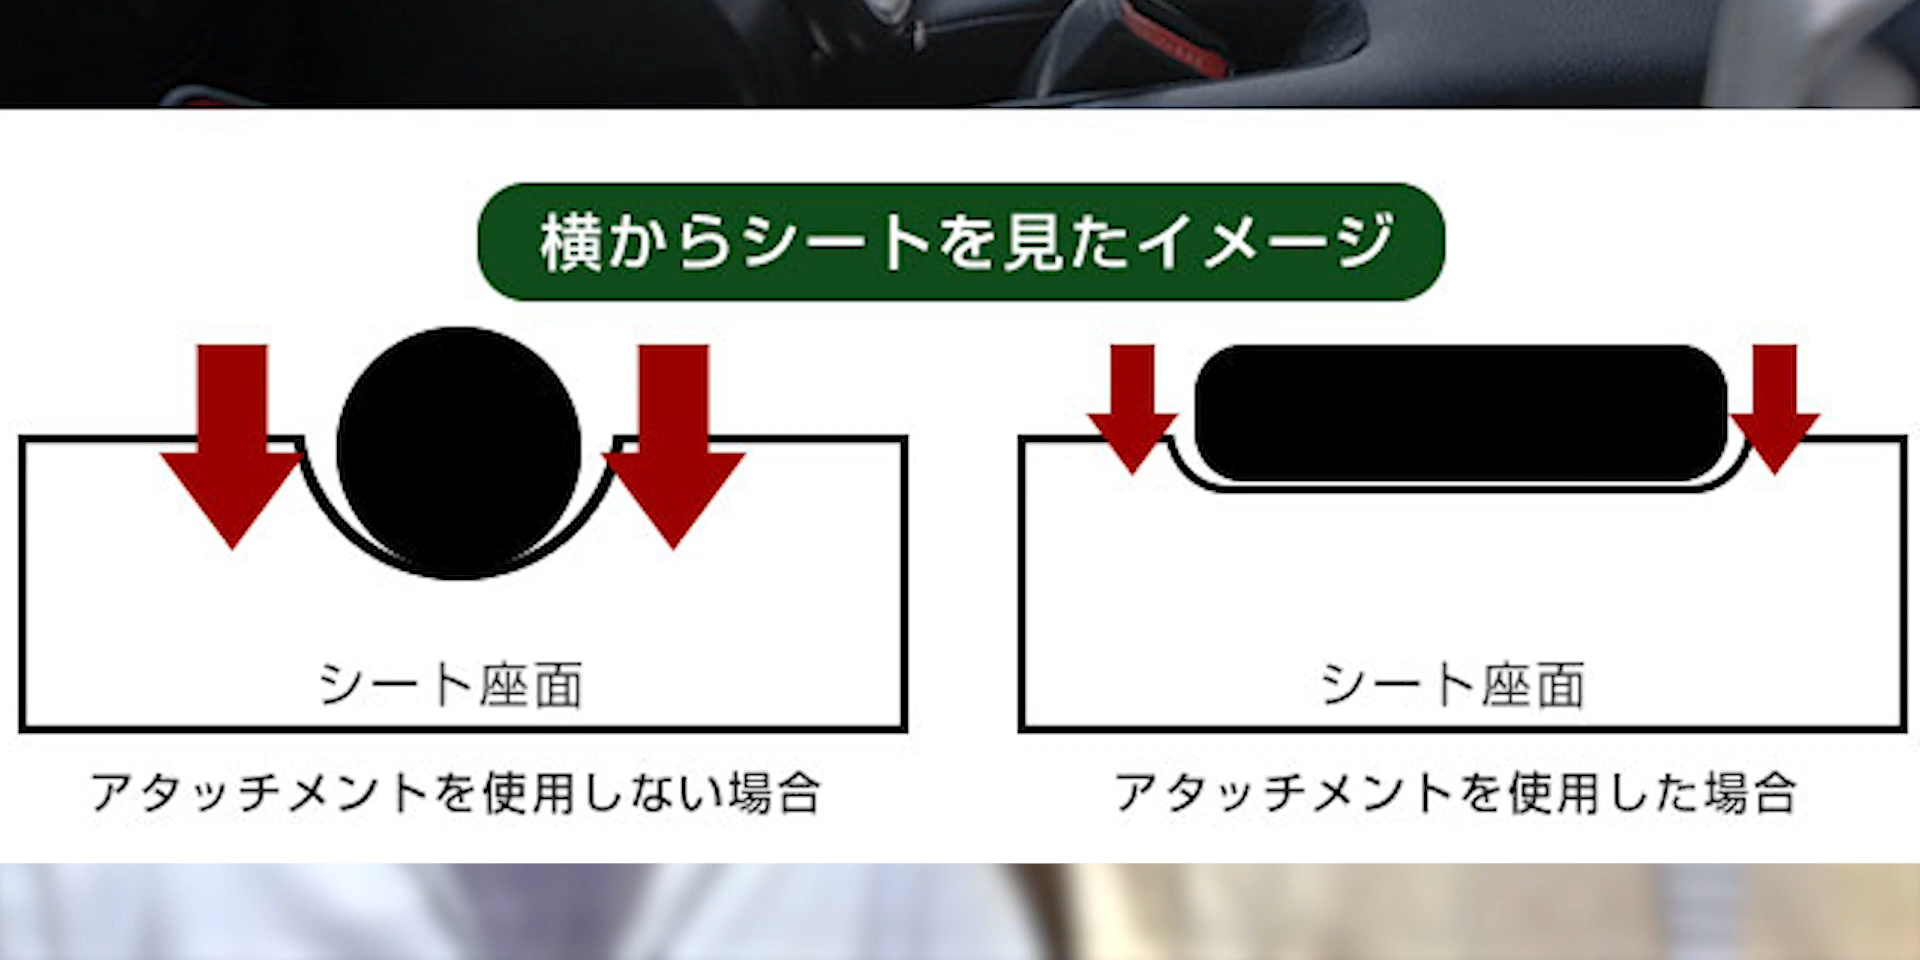 横からシートを見たイメージ
シート座面
シート座面
アタッチメントを使用しない場合
アタッチメントを使用した場合